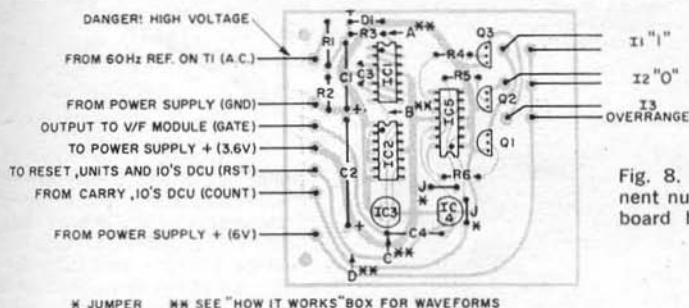 DANGER! HIGH VOLTAGE
FROM 60Hz REF. ON T1 (A.C.)
FROM POWER SUPPLY (GND)
OUTPUT TO V/F MODULE (GATE)
TO POWER SUPPLY + (3.6V)
TO RESET, UNITS AND 10'S DCU (RST)
FROM CARRY, 10'S DCU (COUNT)
FROM POWER SUPPLY + (6V)
D1
R3
A**
R1
C1
C3
IC1
R2
+
B**
C2
IC2
IC3
+
C4
C**
D**
Q3
R4
R5
Q2
IC5
Q1
R6
J
*
IC4
J
*
I1 "1"
I2 "0"
I3
OVERRANGE
Fig. 8.
nent nu
board l
* JUMPER ** SEE "HOW IT WORKS" BOX FOR WAVEFORMS